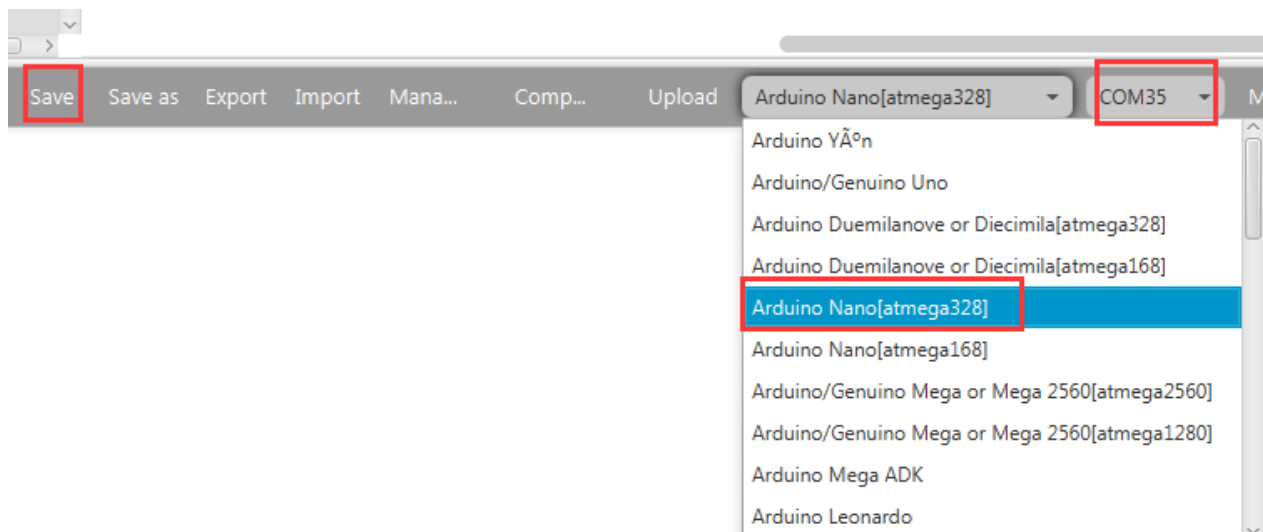 Save Save as Export Import Mana... Comp... Upload Arduino Nano[atmega328] COM35 M
Arduino YÃºn
Arduino/Genuino Uno
Arduino Duemilanove or Diecimila[atmega328]
Arduino Duemilanove or Diecimila[atmega168]
Arduino Nano[atmega328]
Arduino Nano[atmega168]
Arduino/Genuino Mega or Mega 2560[atmega2560]
Arduino/Genuino Mega or Mega 2560[atmega1280]
Arduino Mega ADK
Arduino Leonardo